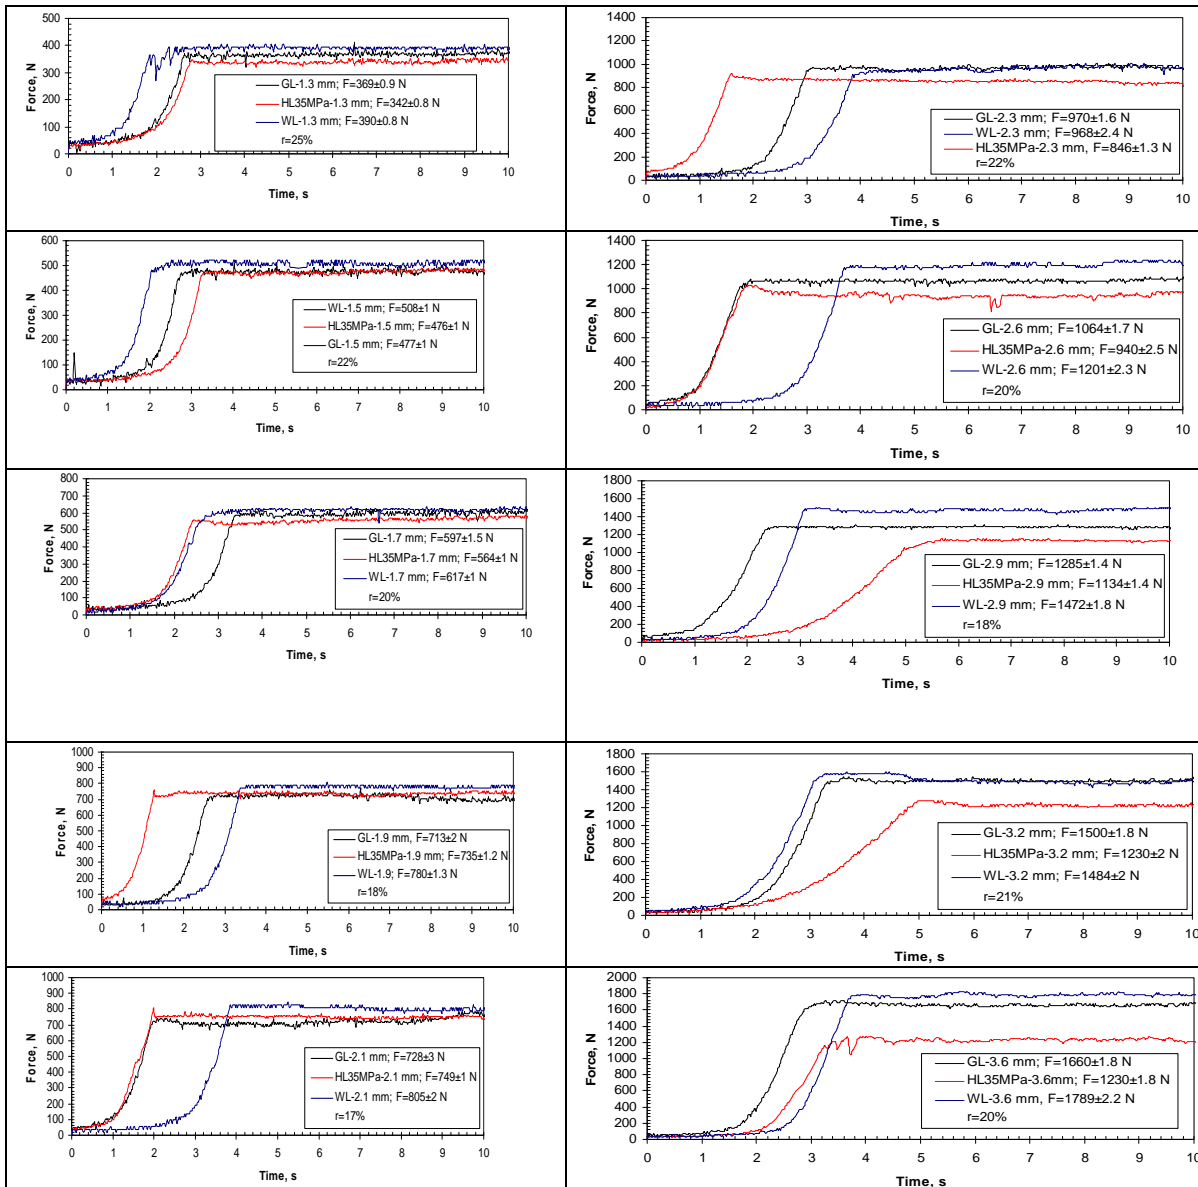 500
400
300
200
100
0
Force, N
GL-1.3 mm; F=369±0.9 N
HL35MPa-1.3 mm; F=342±0.8 N
WL-1.3 mm; F=390±0.8 N
r=25%
0 1 2 3 4 5 6 7 8 9 10
Time, s
1400
1200
1000
800
600
400
200
0
Force, N
GL-2.3 mm; F=970±1.6 N
WL-2.3 mm; F=968±2.4 N
HL35MPa-2.3 mm, F=846±1.3 N
r=22%
0 1 2 3 4 5 6 7 8 9 10
Time, s
600
500
400
300
200
100
0
Force, N
WL-1.5 mm; F=508±1 N
HL35MPa-1.5 mm; F=476±1 N
GL-1.5 mm; F=477±1 N
r=22%
0 1 2 3 4 5 6 7 8 9 10
Time, s
1400
1200
1000
800
600
400
200
0
Force, N
GL-2.6 mm; F=1064±1.7 N
HL35MPa-2.6 mm; F=940±2.5 N
WL-2.6 mm; F=1201±2.3 N
r=20%
0 1 2 3 4 5 6 7 8 9 10
Time, s
800
700
600
500
400
300
200
100
0
Force, N
GL-1.7 mm; F=597±1.5 N
HL35MPa-1.7 mm; F=564±1 N
WL-1.7 mm; F=617±1 N
r=20%
0 1 2 3 4 5 6 7 8 9 10
Time, s
1800
1600
1400
1200
1000
800
600
400
200
0
Force, N
GL-2.9 mm; F=1285±1.4 N
HL35MPa-2.9 mm; F=1134±1.4 N
WL-2.9 mm; F=1472±1.8 N
r=18%
0 1 2 3 4 5 6 7 8 9 10
Time, s
1000
900
800
700
600
500
400
300
200
100
0
Force, N
GL-1.9 mm, F=713±2 N
HL35MPa-1.9 mm; F=735±1.2 N
WL-1.9; F=780±1.3 N
r=18%
0 1 2 3 4 5 6 7 8 9 10
Time, s
1800
1600
1400
1200
1000
800
600
400
200
0
Force, N
GL-3.2 mm; F=1500±1.8 N
HL35MPa-3.2 mm; F=1230±2 N
WL-3.2 mm; F=1484±2 N
r=21%
0 1 2 3 4 5 6 7 8 9 10
Time, s
1000
900
800
700
600
500
400
300
200
100
0
Force, N
GL-2.1 mm; F=728±3 N
HL35MPa-2.1 mm; F=749±1 N
WL-2.1 mm; F=805±2 N
r=17%
0 1 2 3 4 5 6 7 8 9 10
Time, s
2000
1800
1600
1400
1200
1000
800
600
400
200
0
Force, N
GL-3.6 mm; F=1660±1.8 N
HL35MPa-3.6mm; F=1230±1.8 N
WL-3.6 mm, F=1789±2.2 N
r=20%
0 1 2 3 4 5 6 7 8 9 10
Time, s